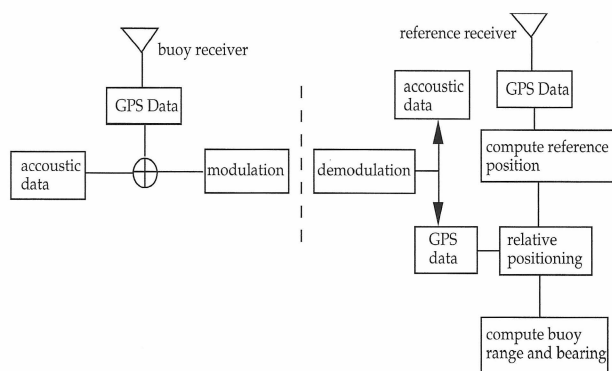 buoy receiver
GPS Data
accoustic
data
modulation
reference receiver
accoustic
data
GPS Data
demodulation
compute reference
position
GPS
data
relative
positioning
compute buoy
range and bearing